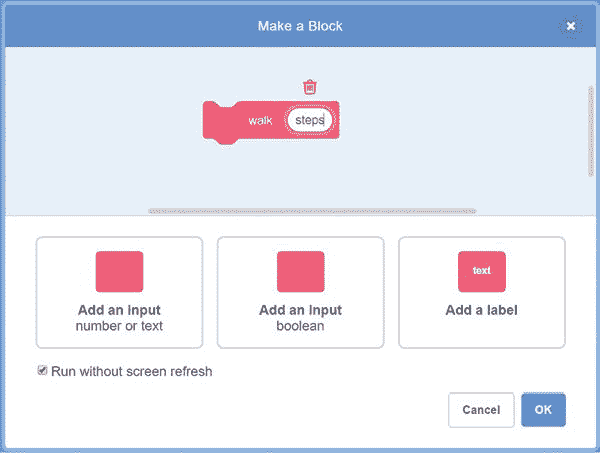 Make a Block
walk steps
text
Add an input
number or text
Add an input
boolean
Add a label
Run without screen refresh
Cancel OK